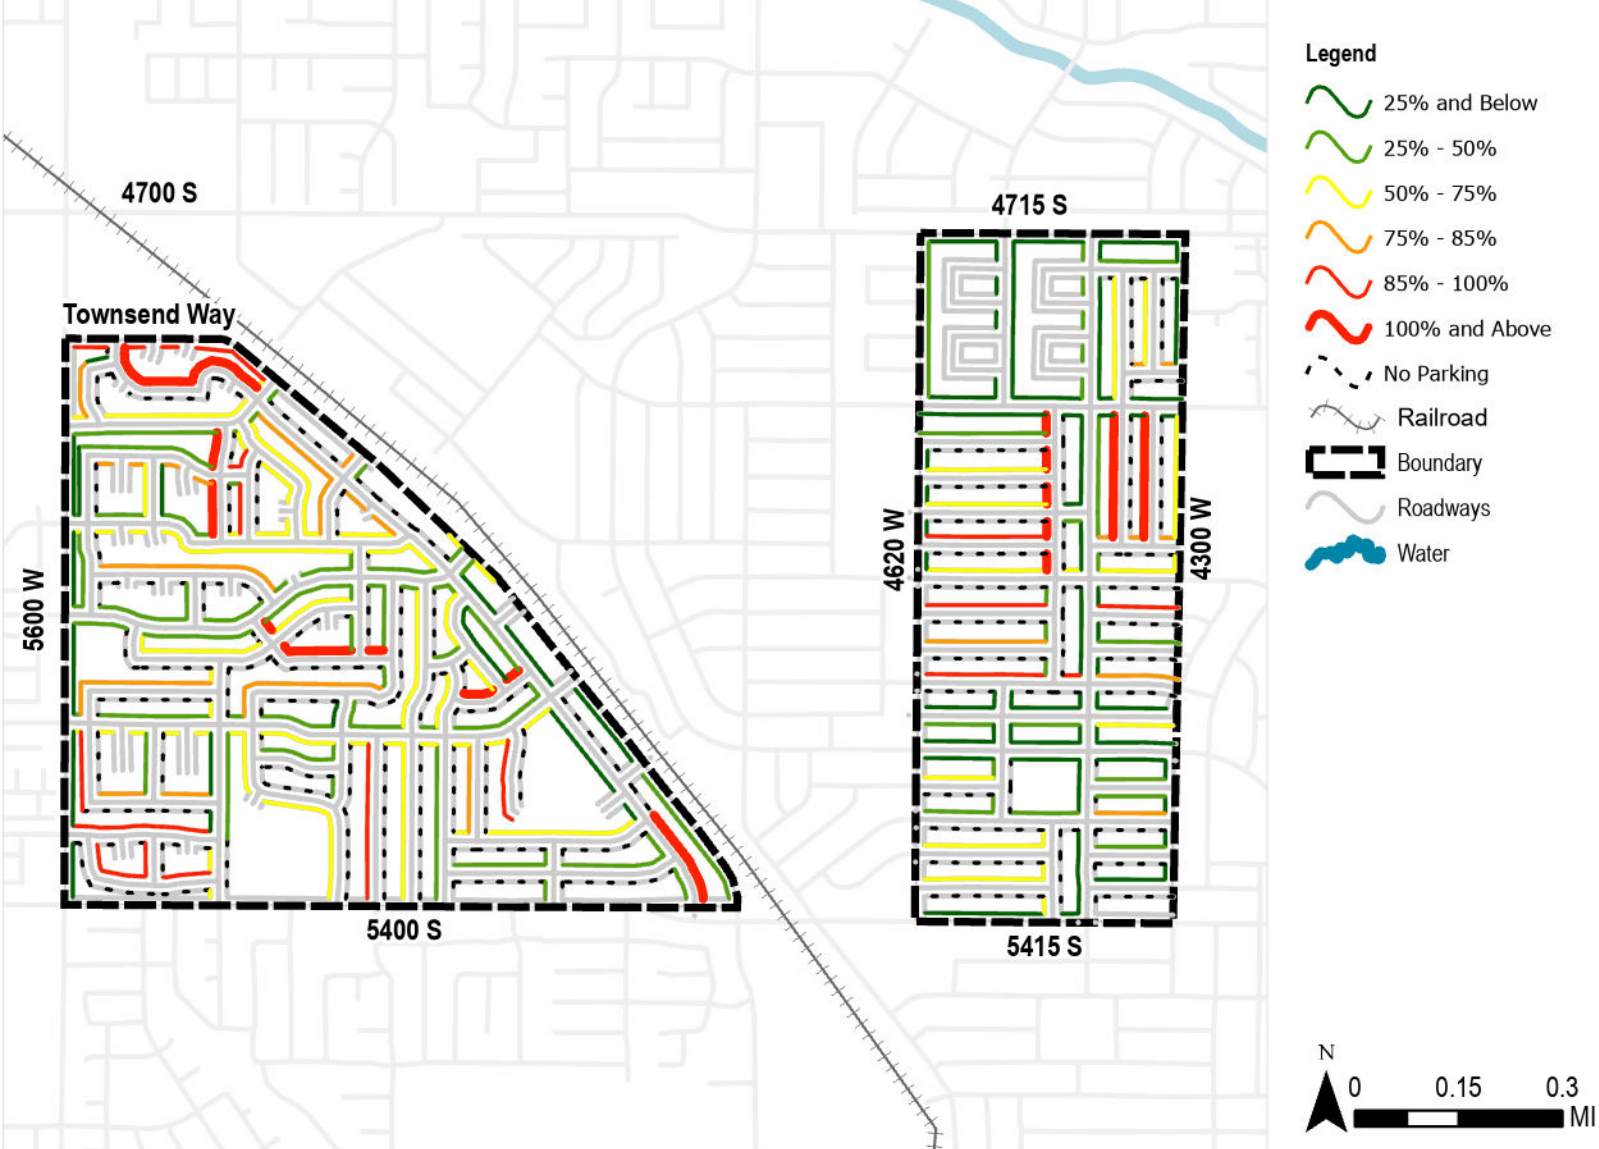 4700 S
Townsend Way
5600 W
5400 S
4715 S
4620 W
4300 W
5415 S
Legend
25% and Below
25% - 50%
50% - 75%
75% - 85%
85% - 100%
100% and Above
No Parking
Railroad
Boundary
Roadways
Water
N
0 0.15 0.3
MI